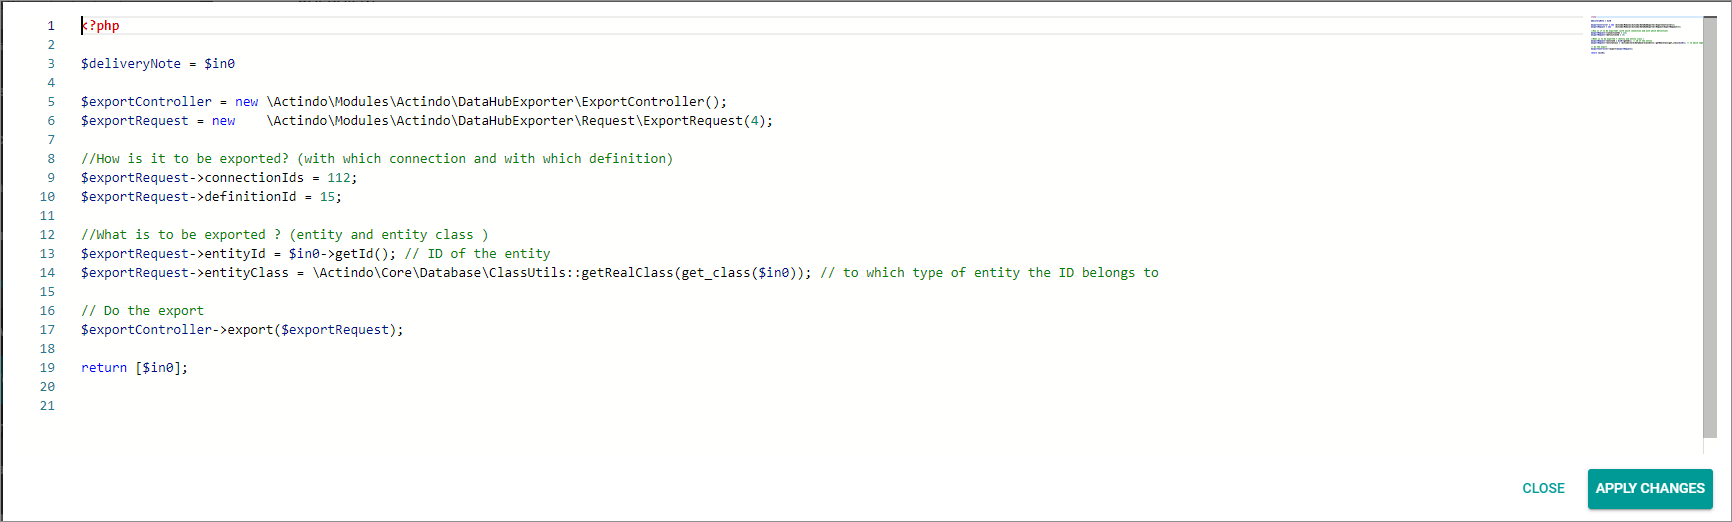 1 <?php
2
3 $deliveryNote = $in0
4
5 $exportController = new \Actindo\Modules\Actindo\DataHubExporter\ExportController();
6 $exportRequest = new    \Actindo\Modules\Actindo\DataHubExporter\Request\ExportRequest(4);
7
8 //How is it to be exported? (with which connection and with which definition)
9 $exportRequest->connectionIds = 112;
10 $exportRequest->definitionId = 15;
11
12 //What is to be exported ? (entity and entity class )
13 $exportRequest->entityId = $in0->getId(); // ID of the entity
14 $exportRequest->entityClass = \Actindo\Core\Database\ClassUtils::getRealClass(get_class($in0)); // to which type of entity the ID belongs to
15
16 // Do the export
17 $exportController->export($exportRequest);
18
19 return [$in0];
20
21
CLOSE APPLY CHANGES